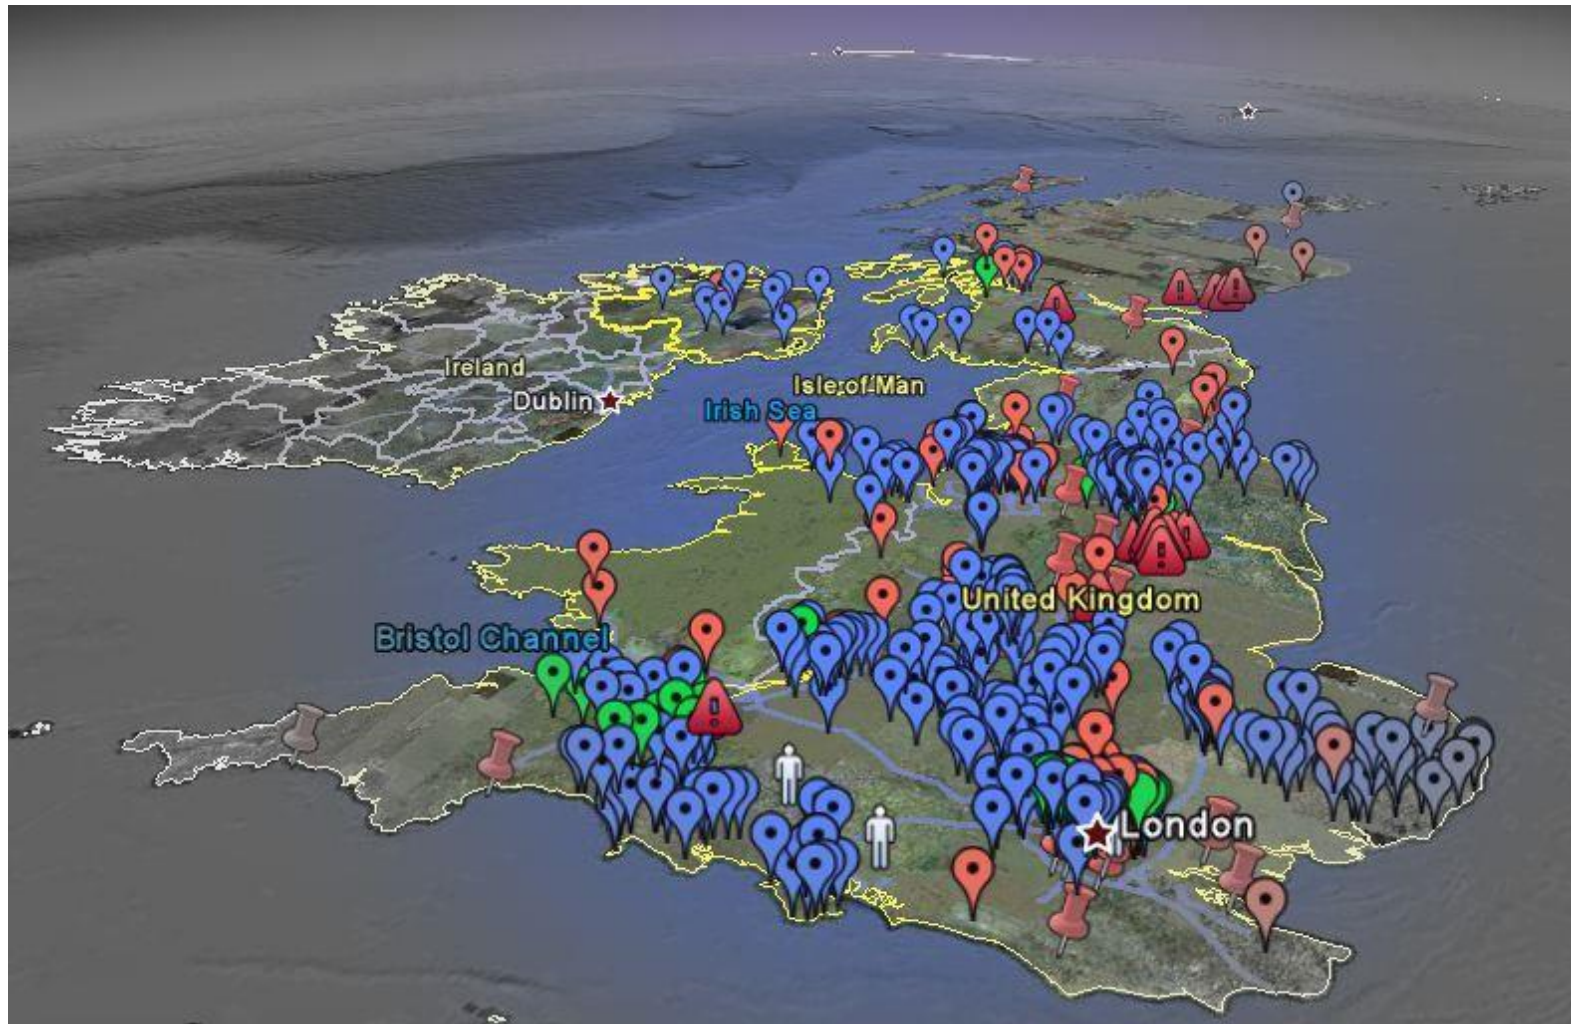 Ireland
Isle of Man
Dublin
Irish Sea
United Kingdom
Bristol Channel
London